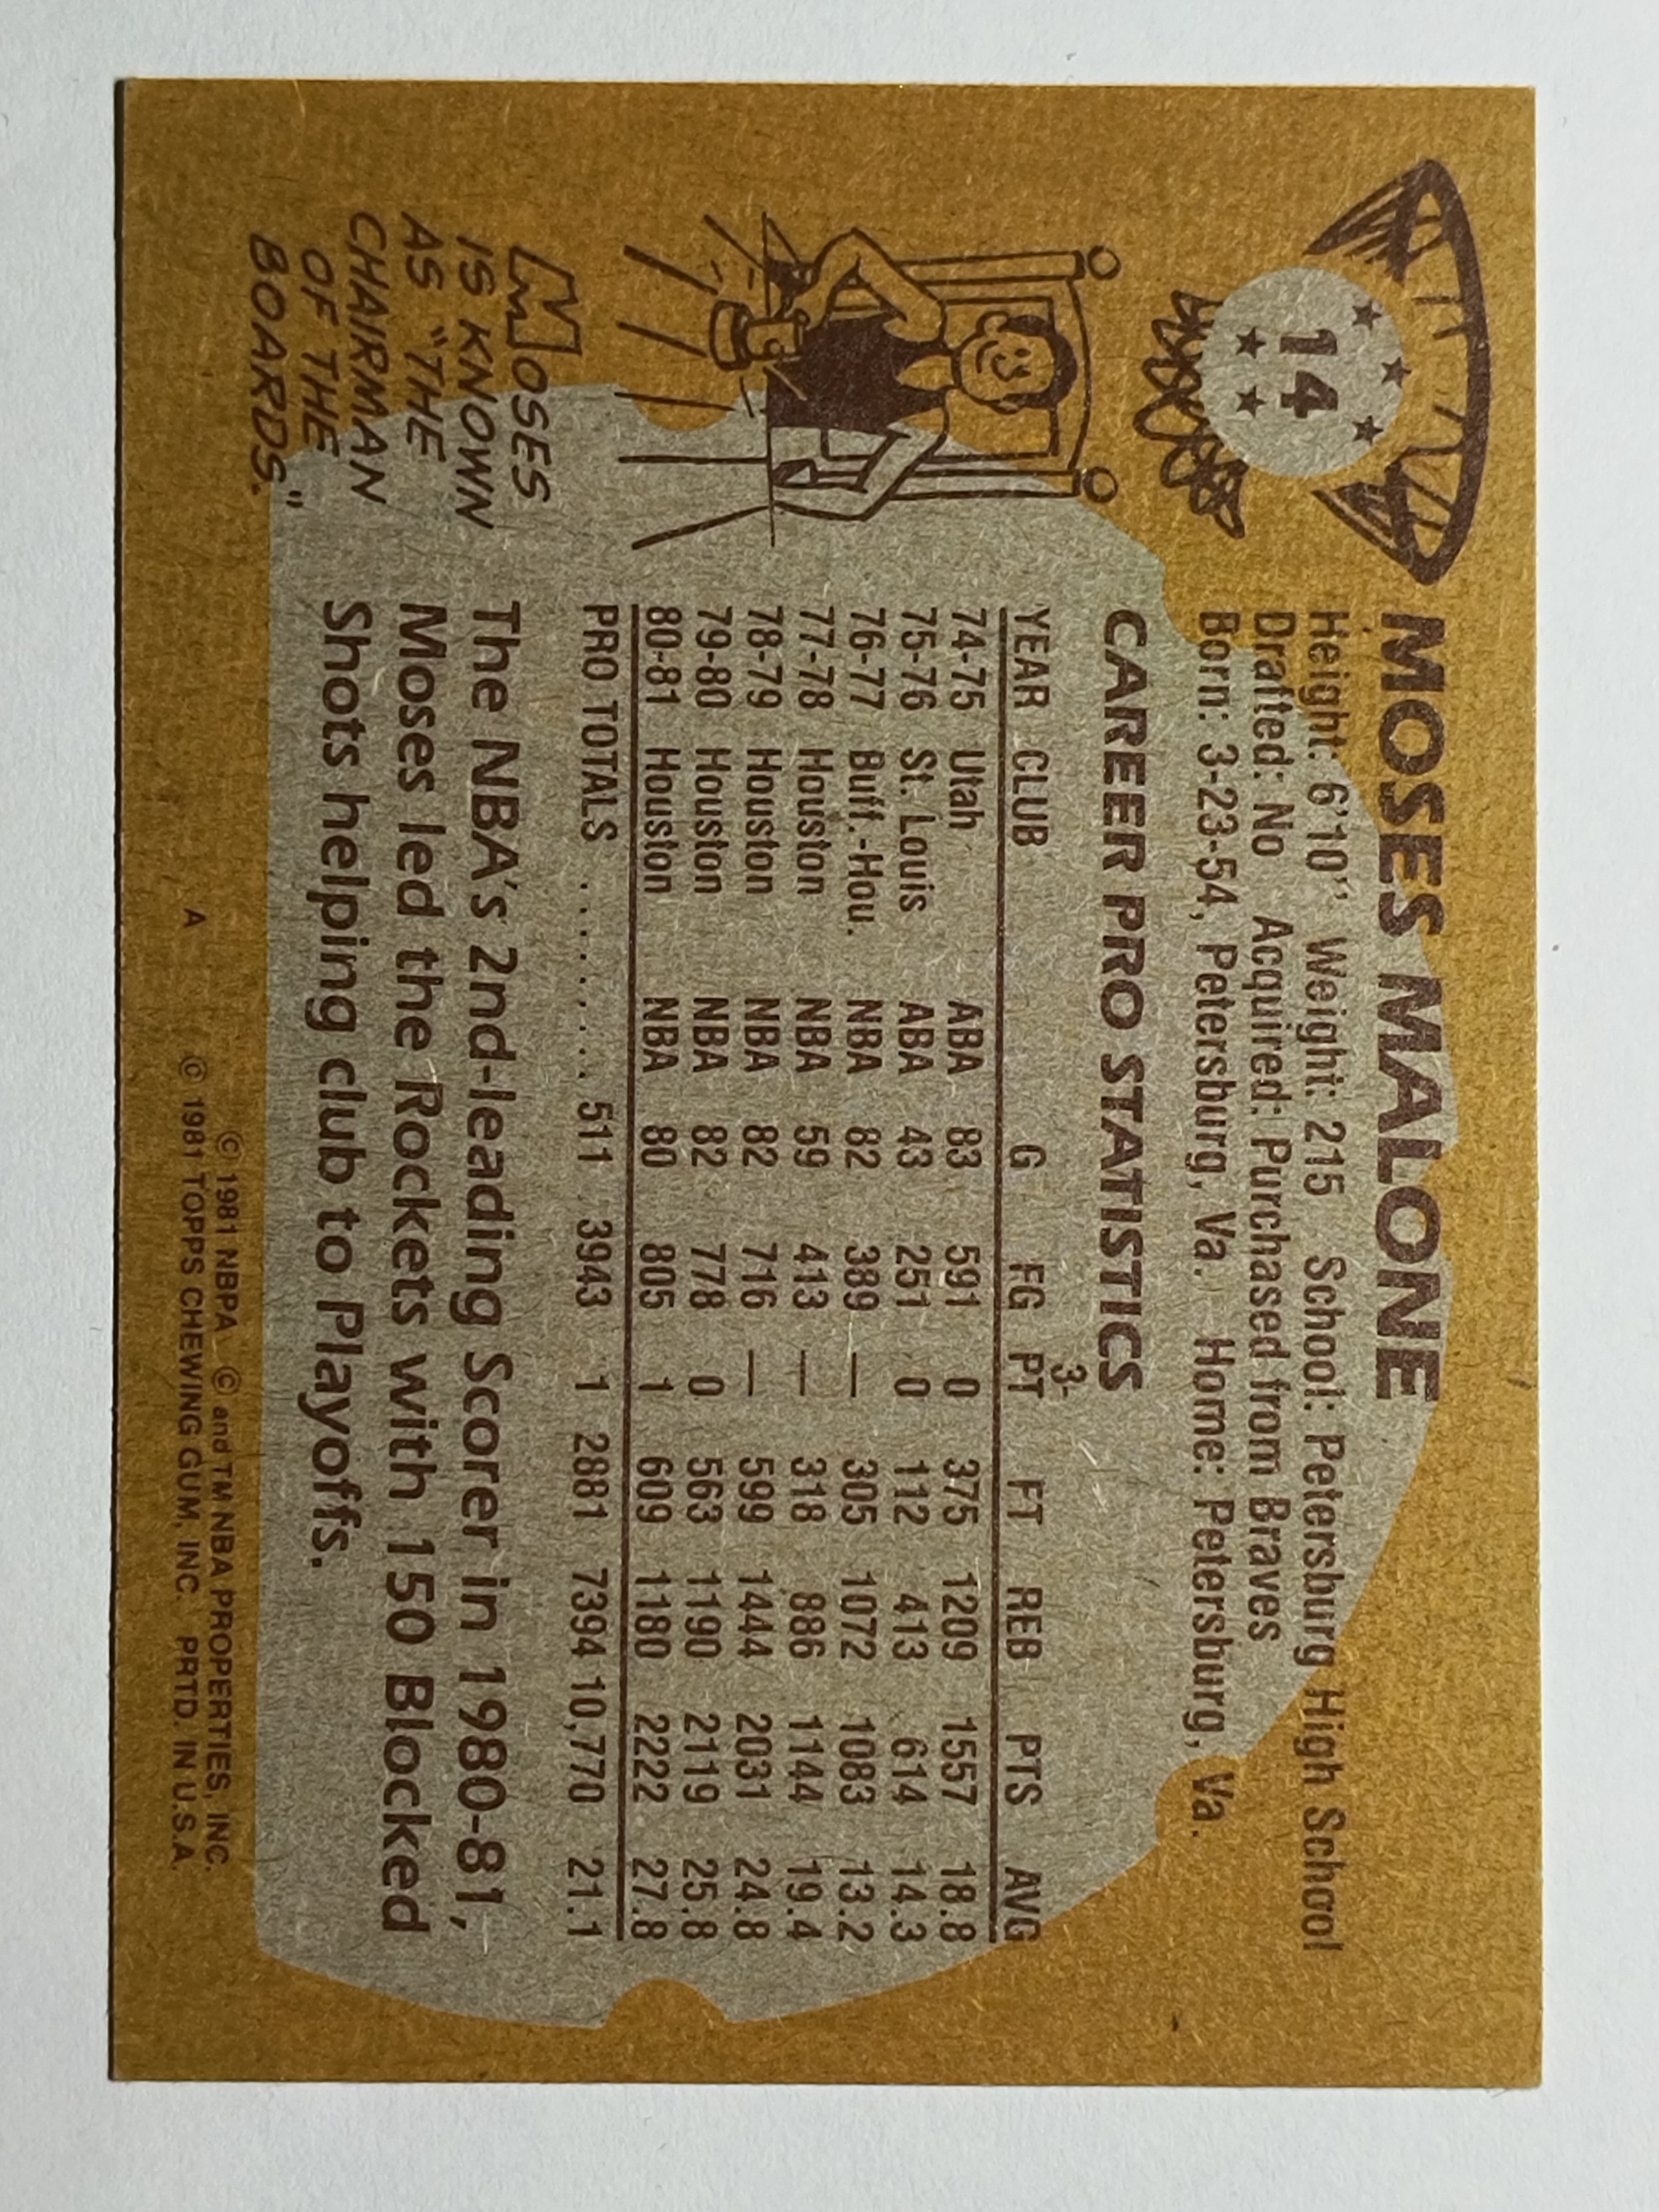 14
MOSES MALONE
Height: 6'10" Weight: 215 School: Petersburg High School
Drafted: No Acquired: Purchased from Braves
Born: 3-23-54, Petersburg, Va. Home: Petersburg, Va.
CAREER PRO STATISTICS
YEAR CLUB G FG 3-PT FT REB PTS AVG
74-75 Utah ABA 83 591 0 375 1209 1557 18.8
75-76 St. Louis ABA 43 251 0 112 413 614 14.3
76-77 Buff.-Hou. NBA 82 389 — 305 1072 1083 13.2
77-78 Houston NBA 59 413 — 318 886 1144 19.4
78-79 Houston NBA 82 716 — 599 1444 2031 24.8
79-80 Houston NBA 82 778 0 563 1190 2119 25.8
80-81 Houston NBA 80 805 1 609 1180 2222 27.8
PRO TOTALS ........ 511 3943 1 2881 7394 10,770 21.1
MOSES
IS KNOWN
AS "THE
CHAIRMAN
OF THE
BOARDS."
The NBA's 2nd-leading Scorer in 1980-81,
Moses led the Rockets with 150 Blocked
Shots helping club to Playoffs.
© 1981 NBPA © and TM NBA PROPERTIES, INC.
A © 1981 TOPPS CHEWING GUM, INC. PRTD. IN U.S.A.